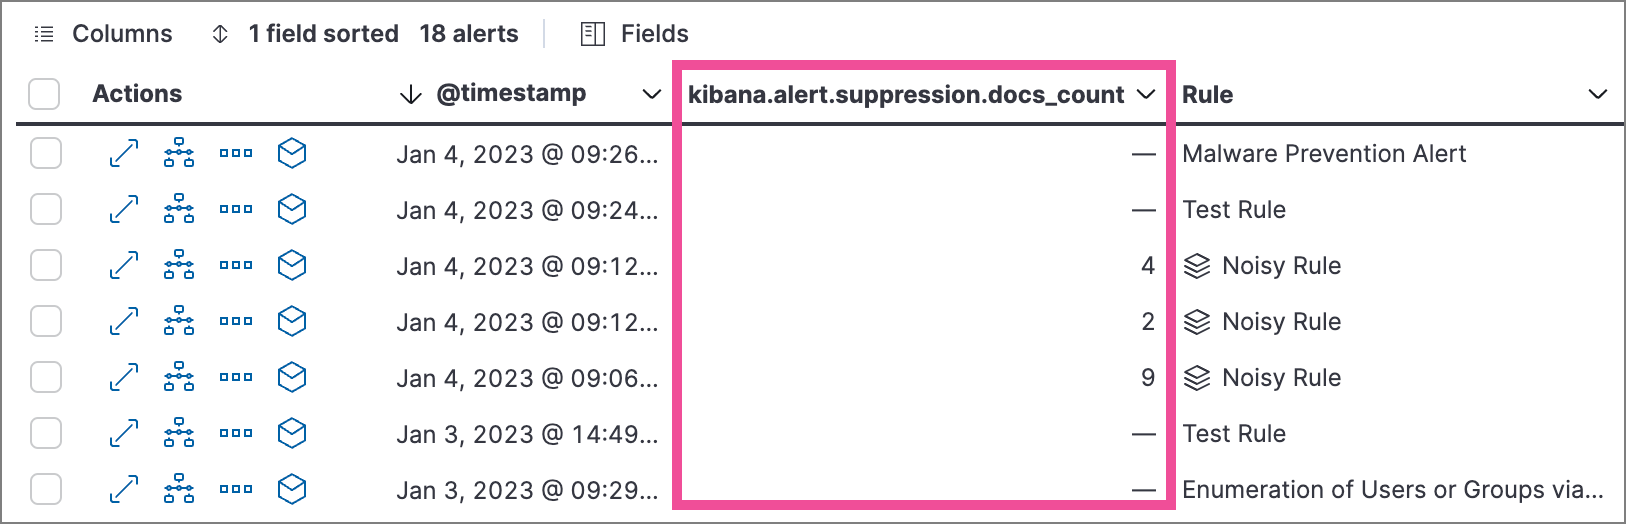 Columns 1 field sorted 18 alerts Fields
Actions @timestamp kibana.alert.suppression.docs_count Rule
Jan 4, 2023 @ 09:26... — Malware Prevention Alert
Jan 4, 2023 @ 09:24... — Test Rule
Jan 4, 2023 @ 09:12... 4 Noisy Rule
Jan 4, 2023 @ 09:12... 2 Noisy Rule
Jan 4, 2023 @ 09:06... 9 Noisy Rule
Jan 3, 2023 @ 14:49... — Test Rule
Jan 3, 2023 @ 09:29... — Enumeration of Users or Groups via...